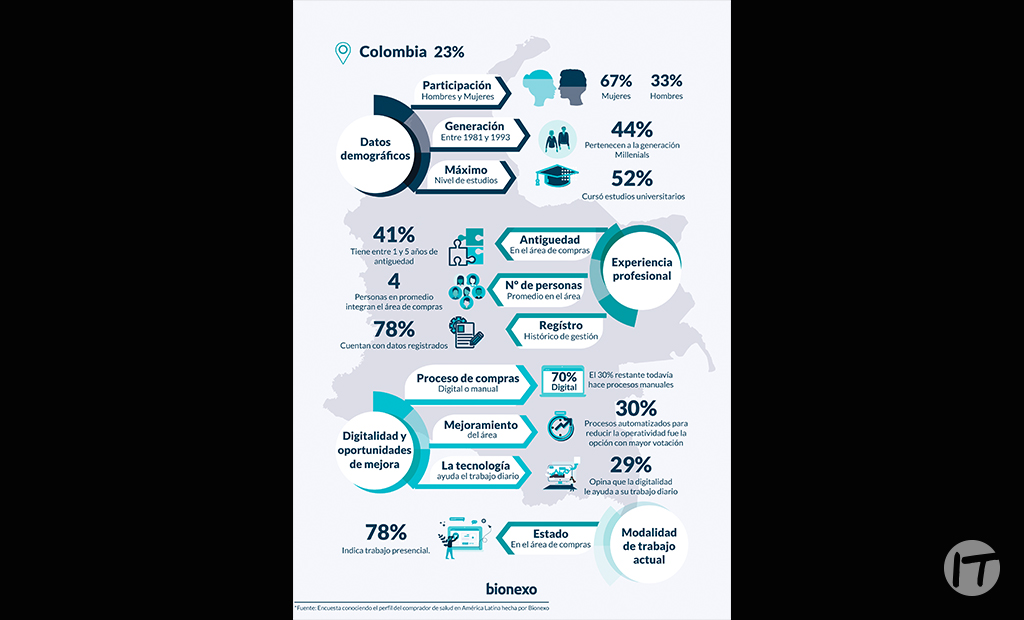 Colombia 23%
Participación
Hombres y Mujeres
67%
Mujeres
33%
Hombres
Datos
demográficos
Generación
Entre 1981 y 1993
44%
Pertenecen a la generación
Millenials
Máximo
Nivel de estudios
52%
Cursó estudios universitarios
41%
Tiene entre 1 y 5 años de
antiguedad
Antiguedad
En el área de compras
Experiencia
profesional
4
Personas en promedio
integran el área de compras
Nº de personas
Promedio en el área
78%
Cuentan con datos registrados
Regístro
Histórico de gestión
Proceso de compras
Digital o manual
70%
Digital
El 30% restante todavía
hace procesos manuales
Digitalidad y
oportunidades
de mejora
Mejoramiento
del área
30%
Procesos automatizados para
reducir la operatividad fue la
opción con mayor votación
La tecnología
ayuda el trabajo diario
29%
Opina que la digitalidad
le ayuda a su trabajo diario
78%
Indica trabajo presencial.
Estado
En el área de compras
Modalidad
de trabajo
actual
bionexo
*Fuente: Encuesta conociendo el perfil del comprador de salud en América Latina hecha por Bionexo
IT